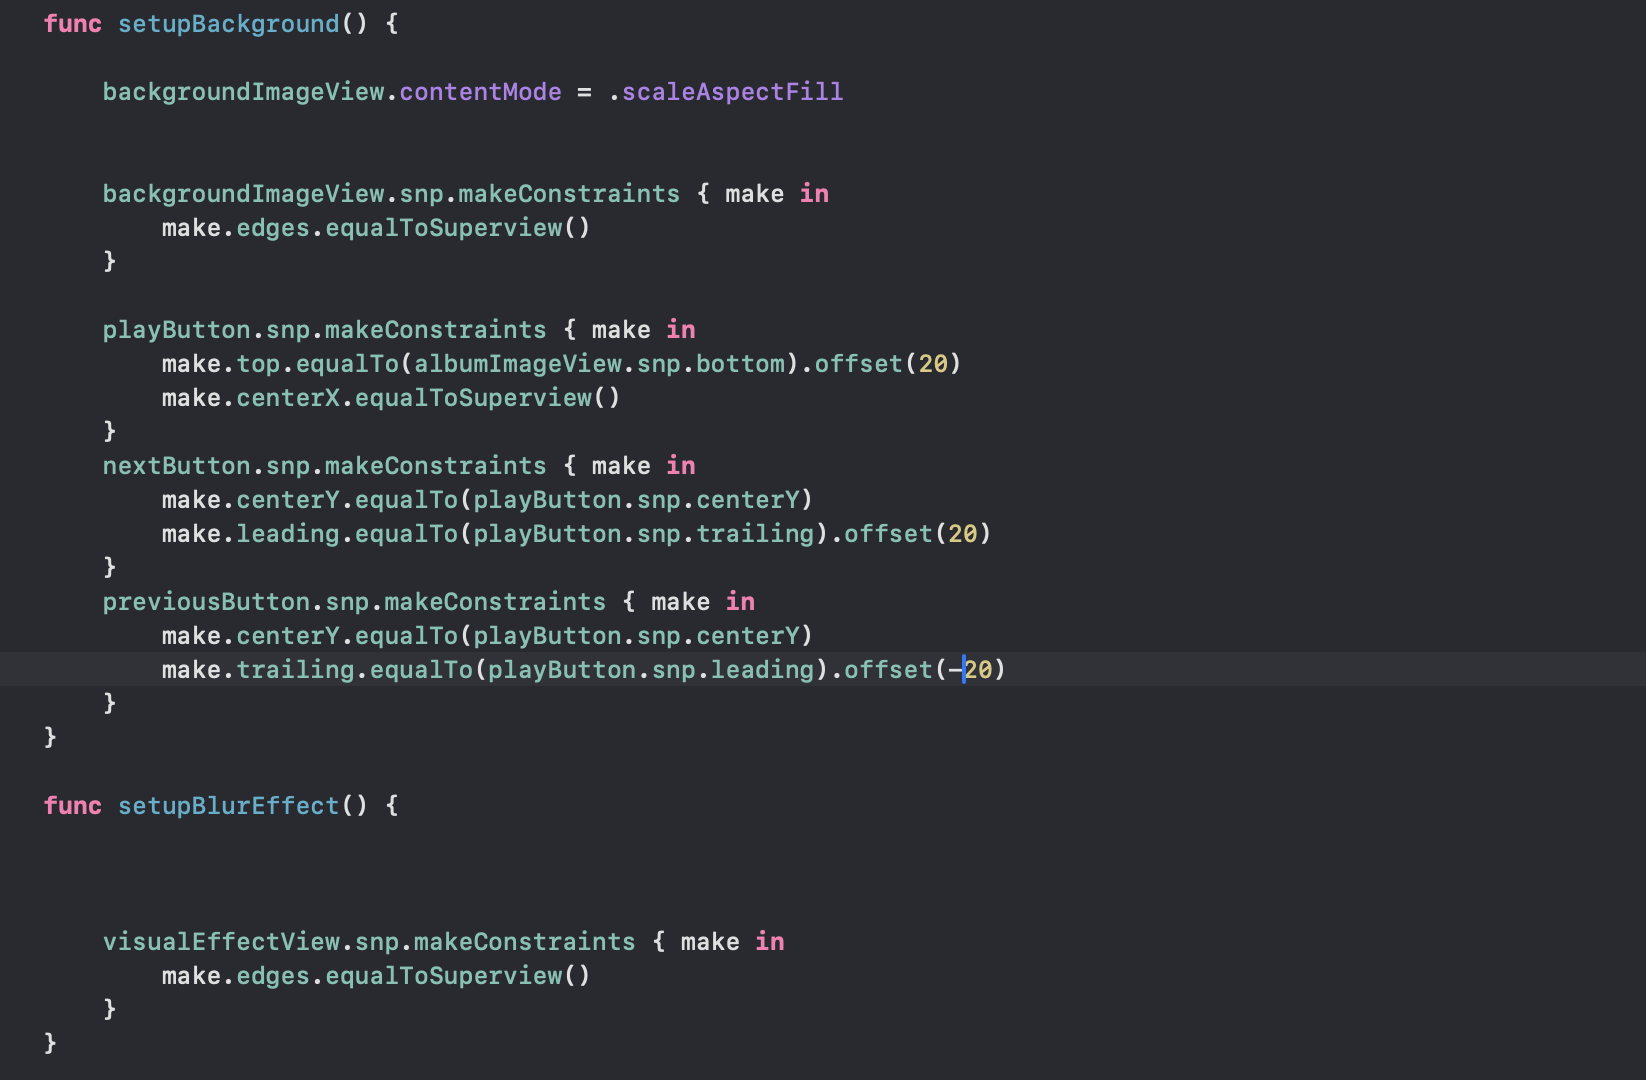 func setupBackground() {
backgroundImageView.contentMode = .scaleAspectFill
backgroundImageView.snp.makeConstraints { make in
make.edges.equalToSuperview()
}
playButton.snp.makeConstraints { make in
make.top.equalTo(albumImageView.snp.bottom).offset(20)
make.centerX.equalToSuperview()
}
nextButton.snp.makeConstraints { make in
make.centerY.equalTo(playButton.snp.centerY)
make.leading.equalTo(playButton.snp.trailing).offset(20)
}
previousButton.snp.makeConstraints { make in
make.centerY.equalTo(playButton.snp.centerY)
make.trailing.equalTo(playButton.snp.leading).offset(-20)
}
}
func setupBlurEffect() {
visualEffectView.snp.makeConstraints { make in
make.edges.equalToSuperview()
}
}